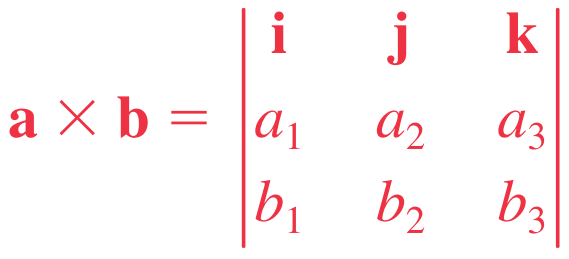 i j k
a × b = | a₁ a₂ a₃ |
b₁ b₂ b₃